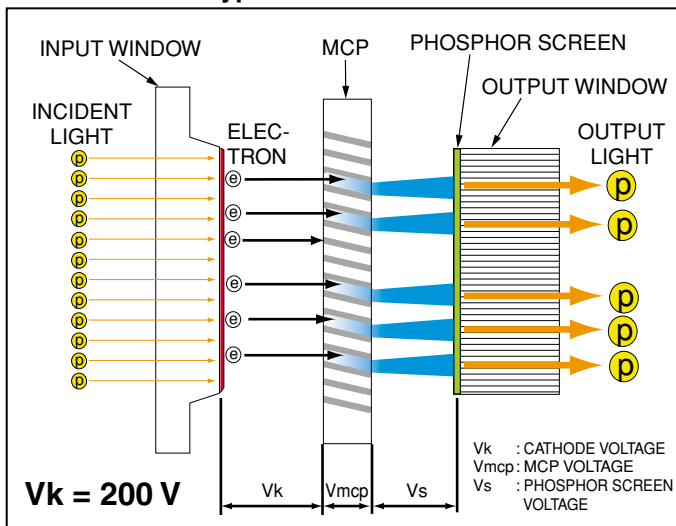 INPUT WINDOW
MCP
PHOSPHOR SCREEN
OUTPUT WINDOW
INCIDENT
LIGHT
ELEC-
TRON
OUTPUT
LIGHT
p
p
p
p
p
p
p
p
p
p
p
p
e
e
e
e
e
e
p
p
p
p
p
Vk = 200 V
Vk
Vmcp
Vs
Vk : CATHODE VOLTAGE
Vmcp : MCP VOLTAGE
Vs : PHOSPHOR SCREEN
VOLTAGE